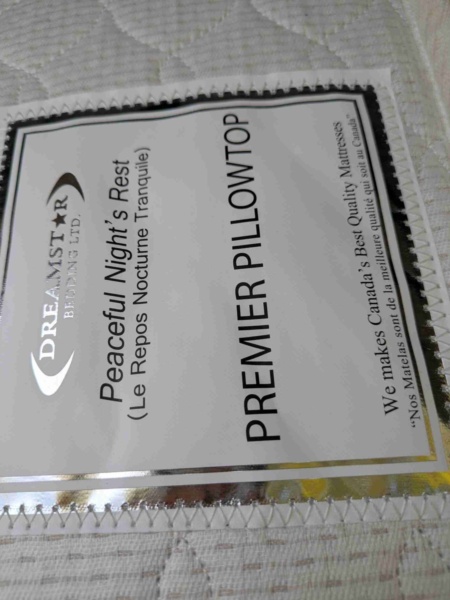 DREAMST★R
BEDDING LTD.
Peaceful Night's Rest
(Le Repos Nocturne Tranquile)
PREMIER PILLOWTOP
We makes Canada's Best Quality Mattresses
"Nos Matelas sont de la meilleure qualité qui soit au Canada"